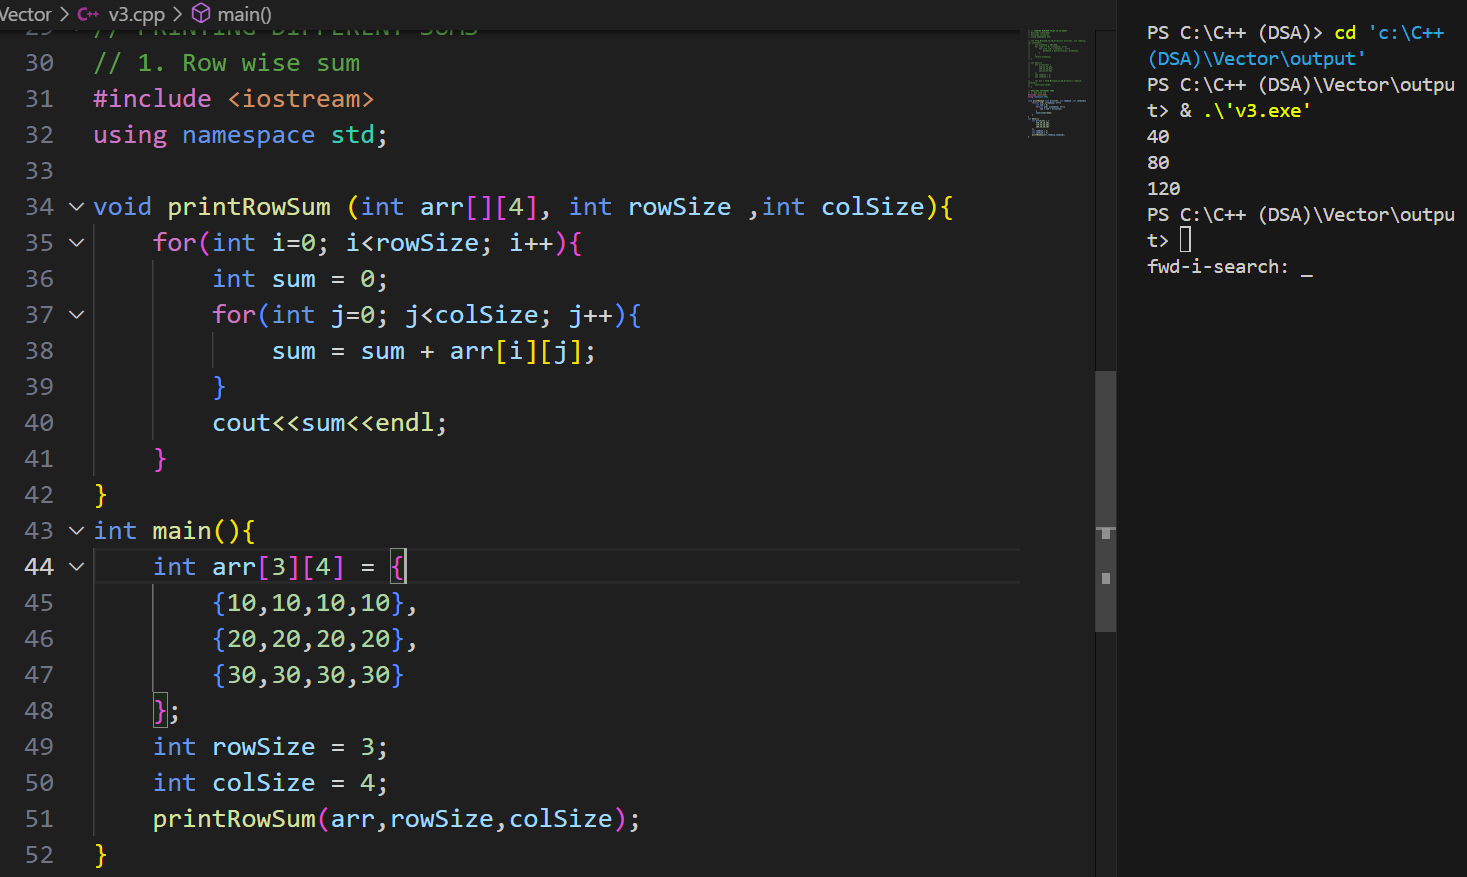 Vector > C++ v3.cpp > main()
29 // PRINTING DIFFERENT SUMS
30 // 1. Row wise sum
31 #include <iostream>
32 using namespace std;
33
34 void printRowSum (int arr[][4], int rowSize ,int colSize){
35     for(int i=0; i<rowSize; i++){
36         int sum = 0;
37         for(int j=0; j<colSize; j++){
38             sum = sum + arr[i][j];
39         }
40         cout<<sum<<endl;
41     }
42 }
43 int main(){
44     int arr[3][4] = {
45         {10,10,10,10},
46         {20,20,20,20},
47         {30,30,30,30}
48     };
49     int rowSize = 3;
50     int colSize = 4;
51     printRowSum(arr,rowSize,colSize);
52 }
PS C:\C++ (DSA)> cd 'c:\C++
(DSA)\Vector\output'
PS C:\C++ (DSA)\Vector\outpu
t> & .\'v3.exe'
40
80
120
PS C:\C++ (DSA)\Vector\outpu
t>
fwd-i-search: _